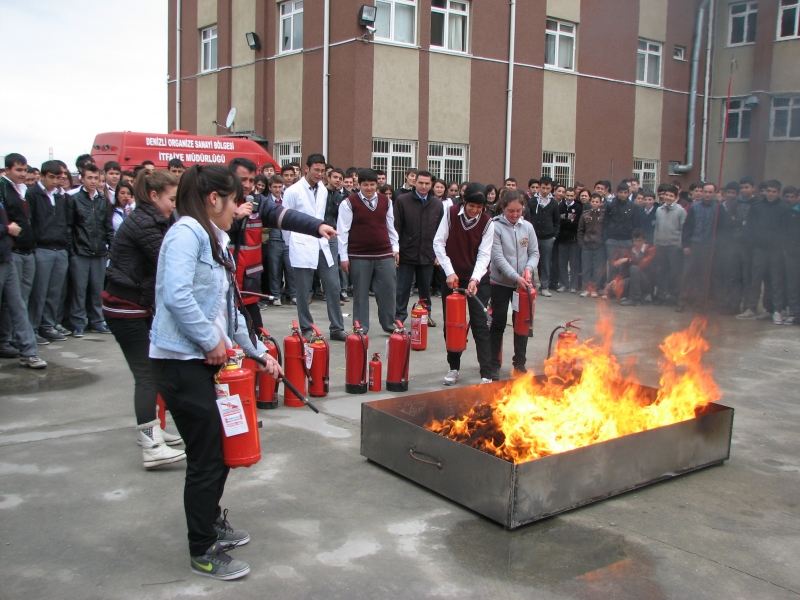 DENİZLİ ORGANİZE SANAYİ BÖLGESİ
İTFAİYE MÜDÜRLÜĞÜ